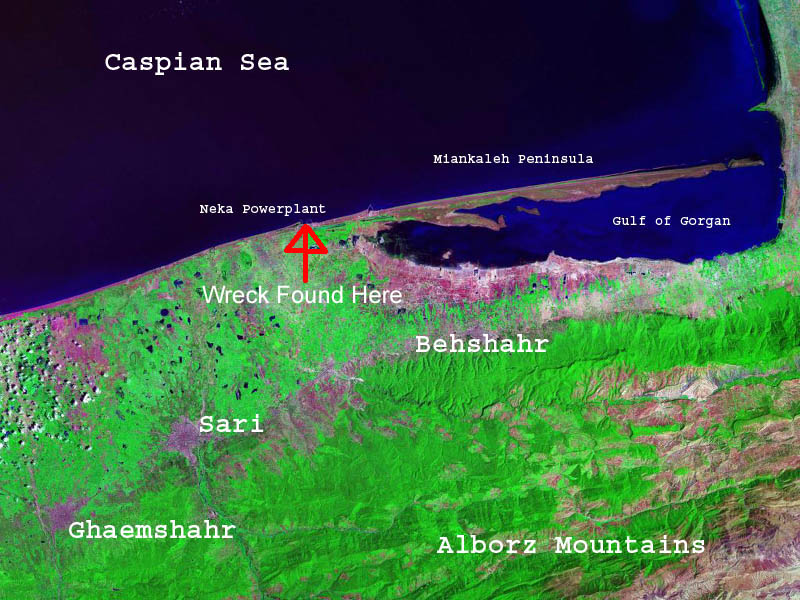 Caspian Sea
Miankaleh Peninsula
Neka Powerplant
Gulf of Gorgan
Wreck Found Here
Behshahr
Sari
Ghaemshahr
Alborz Mountains